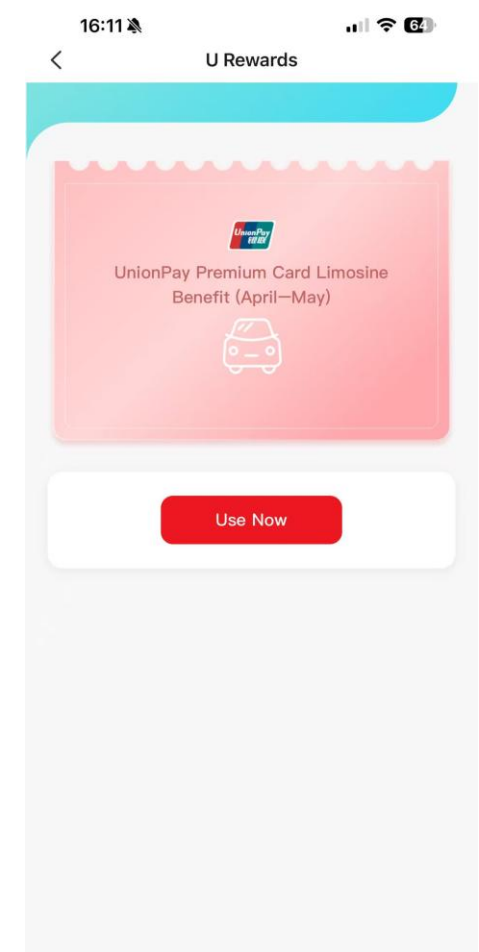 16:11
64
U Rewards
UnionPay
银联
UnionPay Premium Card Limosine
Benefit (April—May)
Use Now